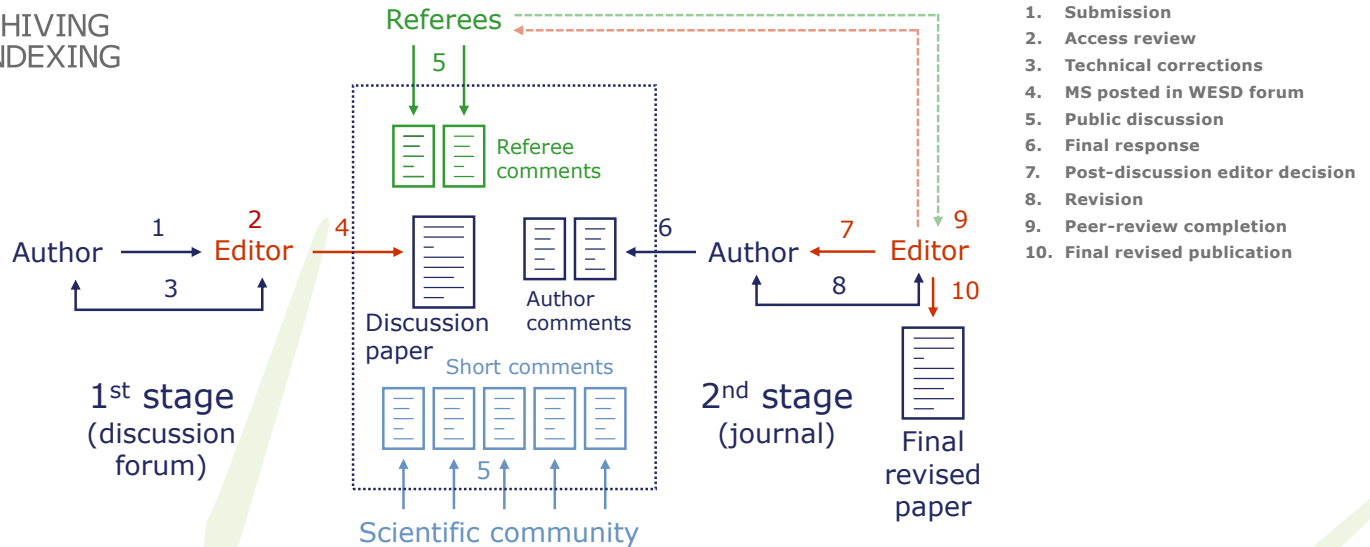 HIVING
NDEXING
Referees
5
Referee
comments
1
2
4
Author
Editor
3
Discussion
paper
Author
comments
6
Author
7
Editor
9
8
10
Short comments
5
Scientific community
1st stage
(discussion
forum)
2nd stage
(journal)
Final
revised
paper
1. Submission
2. Access review
3. Technical corrections
4. MS posted in WESD forum
5. Public discussion
6. Final response
7. Post-discussion editor decision
8. Revision
9. Peer-review completion
10. Final revised publication